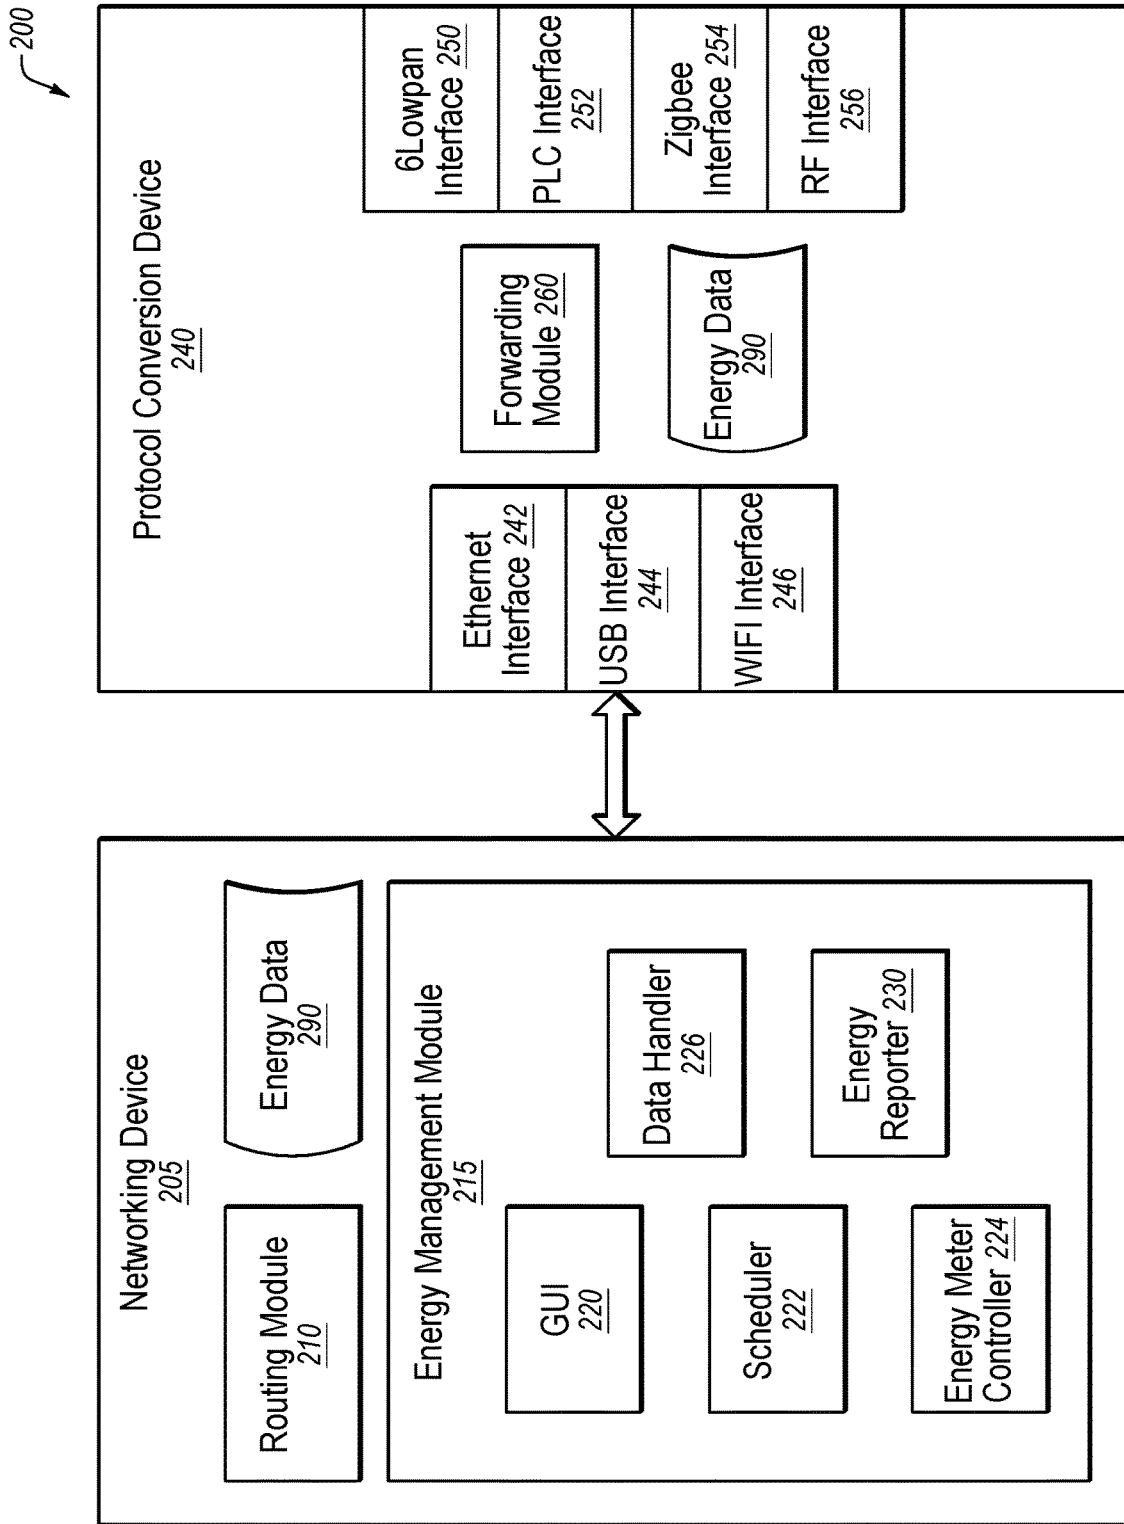 200
Networking Device
205
Routing Module
210
Energy Data
290
Energy Management Module
215
GUI
220
Scheduler
222
Energy Meter
Controller 224
Data Handler
226
Energy
Reporter 230
Protocol Conversion Device
240
Ethernet
Interface 242
USB Interface
244
WIFI Interface
246
Forwarding
Module 260
Energy Data
290
6Lowpan
Interface 250
PLC Interface
252
Zigbee
Interface 254
RF Interface
256